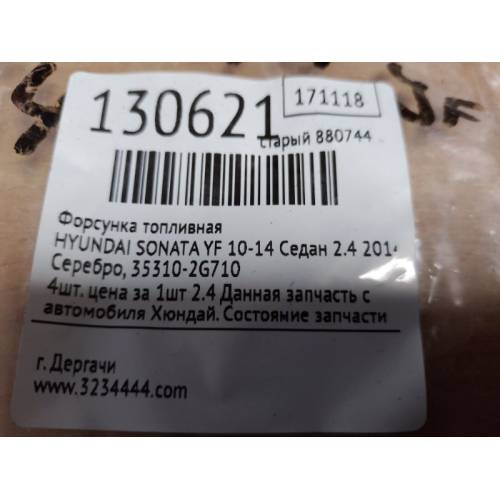 130621
171118
старый 880744
Форсунка топливная
HYUNDAI SONATA YF 10-14 Седан 2.4 2014
Серебро, 35310-2G710
4шт. цена за 1шт 2.4 Данная запчасть с
автомобиля Хюндай. Состояние запчасти
г. Дергачи
www.3234444.com